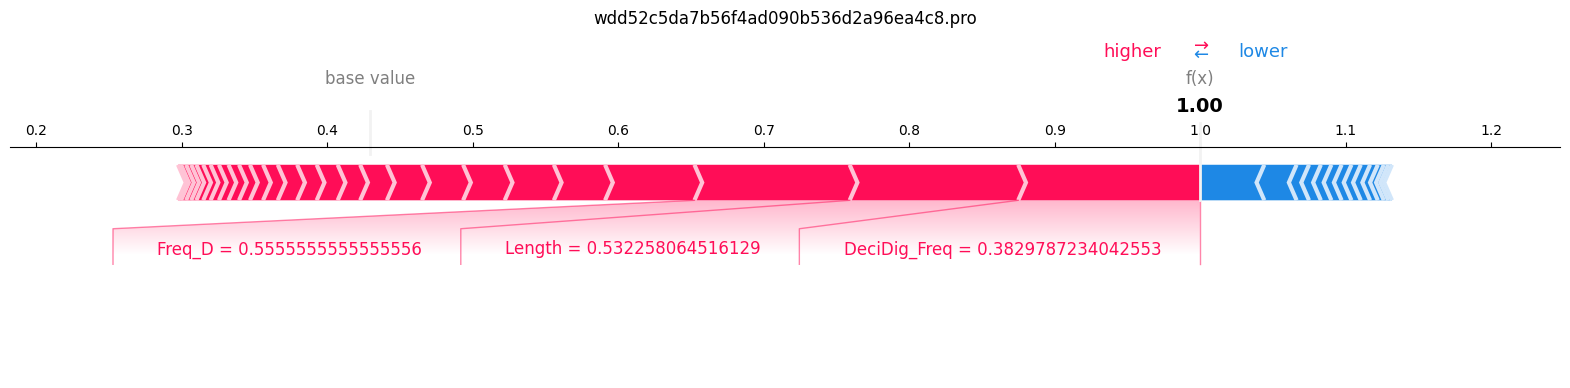 wdd52c5da7b56f4ad090b536d2a96ea4c8.pro
higher ⇄ lower
base value f(x)
1.00
0.2 0.3 0.4 0.5 0.6 0.7 0.8 0.9 1.0 1.1 1.2
Freq_D = 0.5555555555555556 Length = 0.532258064516129 DeciDig_Freq = 0.3829787234042553